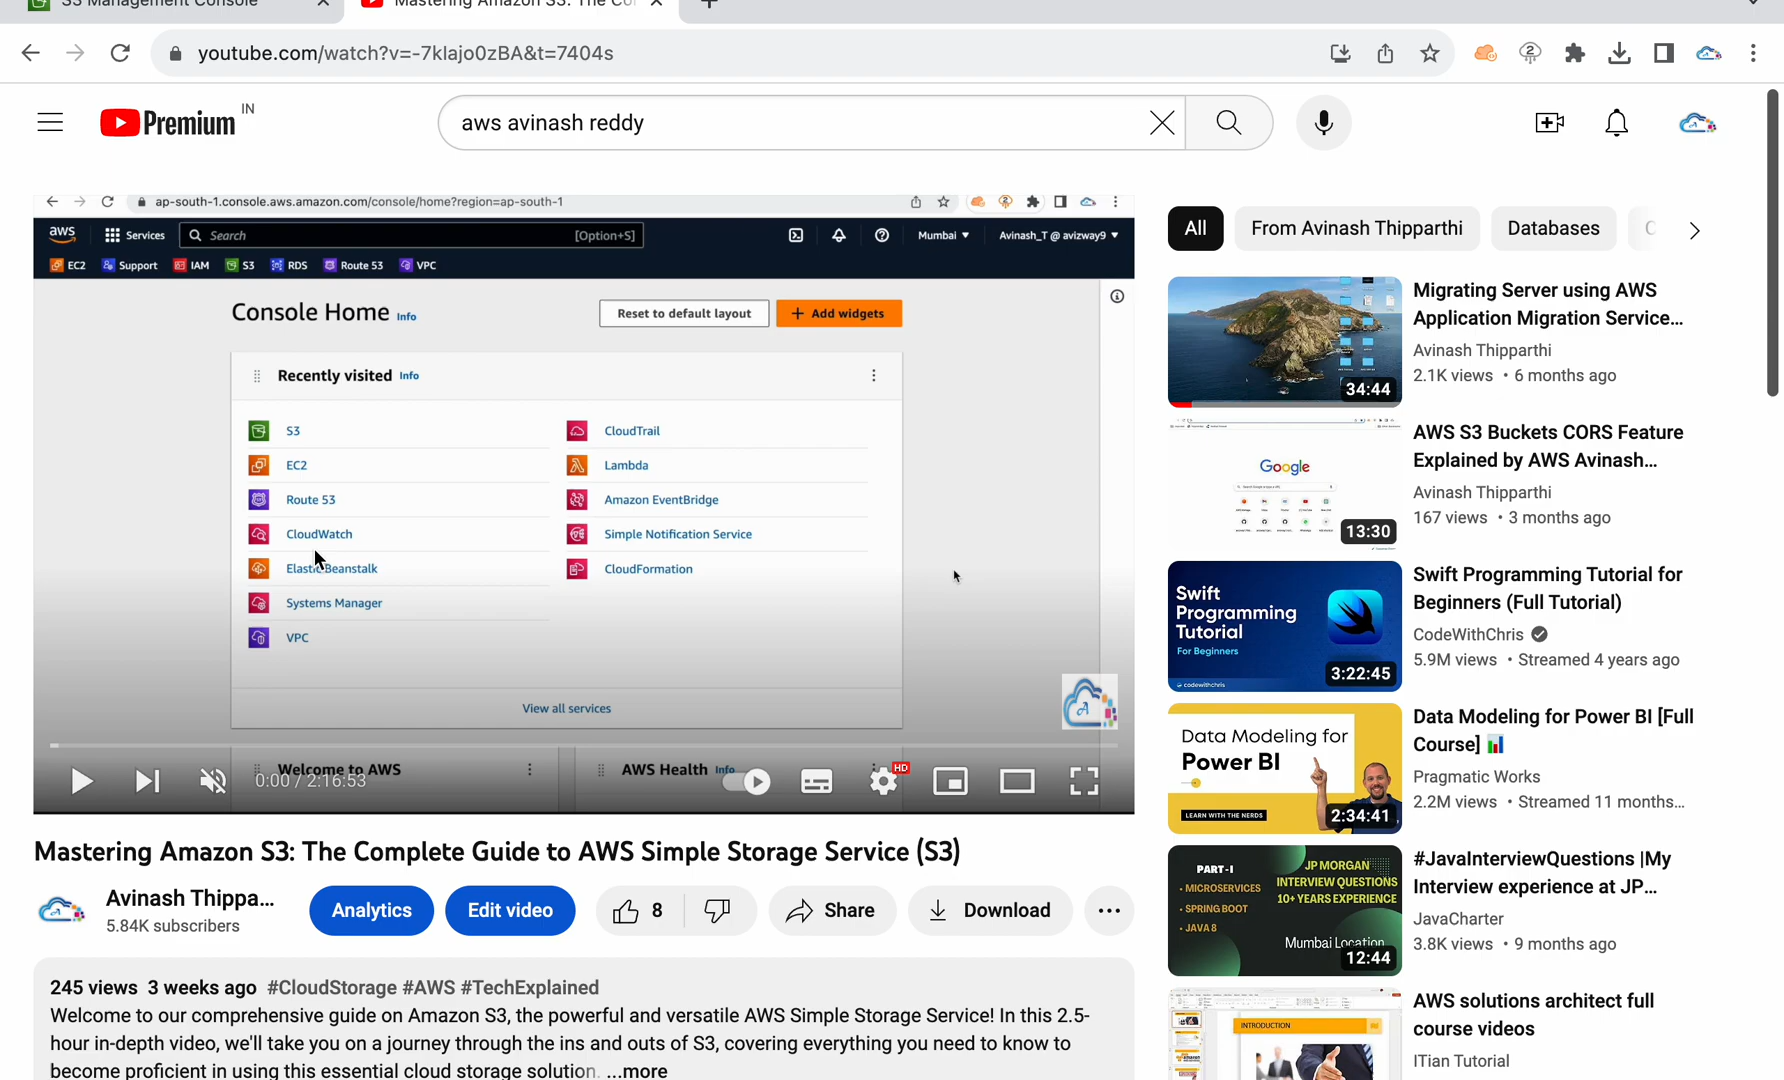 S3 Management Console
Mastering Amazon S3: The Co
youtube.com/watch?v=-7klajo0zBA&t=7404s
Premium IN
aws avinash reddy
ap-south-1.console.aws.amazon.com/console/home?region=ap-south-1
aws Services Search [Option+S] Mumbai Avinash_T @ avizway9
EC2 Support IAM S3 RDS Route 53 VPC
Console Home Info Reset to default layout + Add widgets
Recently visited Info
S3 CloudTrail
EC2 Lambda
Route 53 Amazon EventBridge
CloudWatch Simple Notification Service
Elastic Beanstalk CloudFormation
Systems Manager
VPC
View all services
Welcome to AWS AWS Health Info
0:00 / 2:16:53
HD
Mastering Amazon S3: The Complete Guide to AWS Simple Storage Service (S3)
Avinash Thippa...
5.84K subscribers
Analytics Edit video 8 Share Download
245 views 3 weeks ago #CloudStorage #AWS #TechExplained
Welcome to our comprehensive guide on Amazon S3, the powerful and versatile AWS Simple Storage Service! In this 2.5-
hour in-depth video, we'll take you on a journey through the ins and outs of S3, covering everything you need to know to
become proficient in using this essential cloud storage solution. ...more
All From Avinash Thipparthi Databases
34:44
Migrating Server using AWS
Application Migration Service...
Avinash Thipparthi
2.1K views • 6 months ago
Google
13:30
AWS S3 Buckets CORS Feature
Explained by AWS Avinash...
Avinash Thipparthi
167 views • 3 months ago
Swift
Programming
Tutorial
For Beginners
codewithchris
3:22:45
Swift Programming Tutorial for
Beginners (Full Tutorial)
CodeWithChris
5.9M views • Streamed 4 years ago
Data Modeling for
Power BI
LEARN WITH THE NERDS
2:34:41
Data Modeling for Power BI [Full
Course]
Pragmatic Works
2.2M views • Streamed 11 months...
PART-I
• MICROSERVICES
• SPRING BOOT
• JAVA 8
JP MORGAN
INTERVIEW QUESTIONS
10+ YEARS EXPERIENCE
Mumbai Location
12:44
#JavaInterviewQuestions |My
Interview experience at JP...
JavaCharter
3.8K views • 9 months ago
INTRODUCTION
AWS solutions architect full
course videos
ITian Tutorial